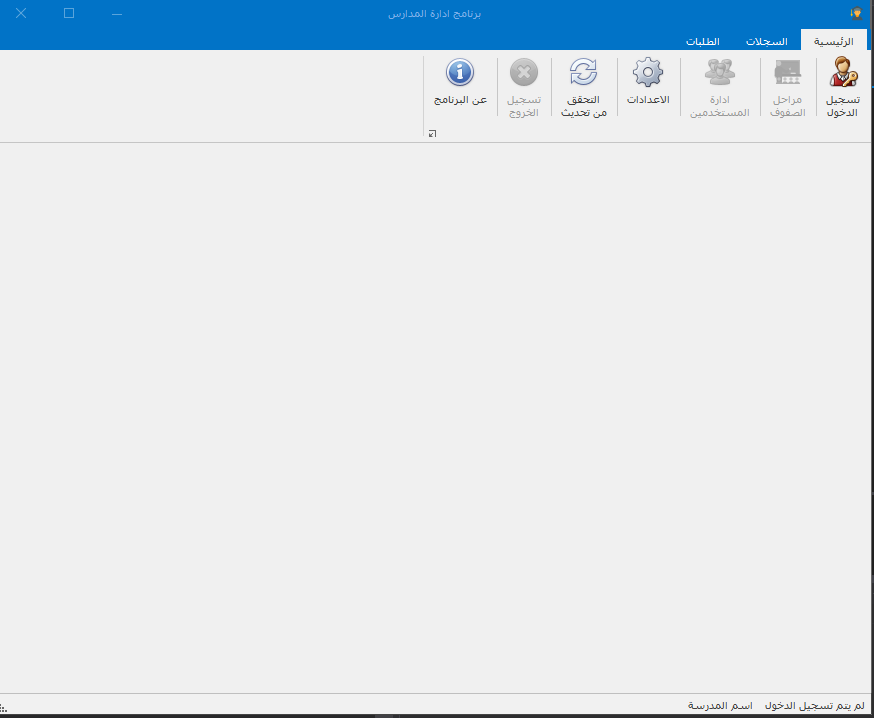 برنامج ادارة المدارس
الرئيسية
السجلات
الطلبات
تسجيل
الدخول
مراحل
الصفوف
ادارة
المستخدمين
الاعدادات
التحقق
من تحديث
تسجيل
الخروج
عن البرنامج
لم يتم تسجيل الدخول
اسم المدرسة